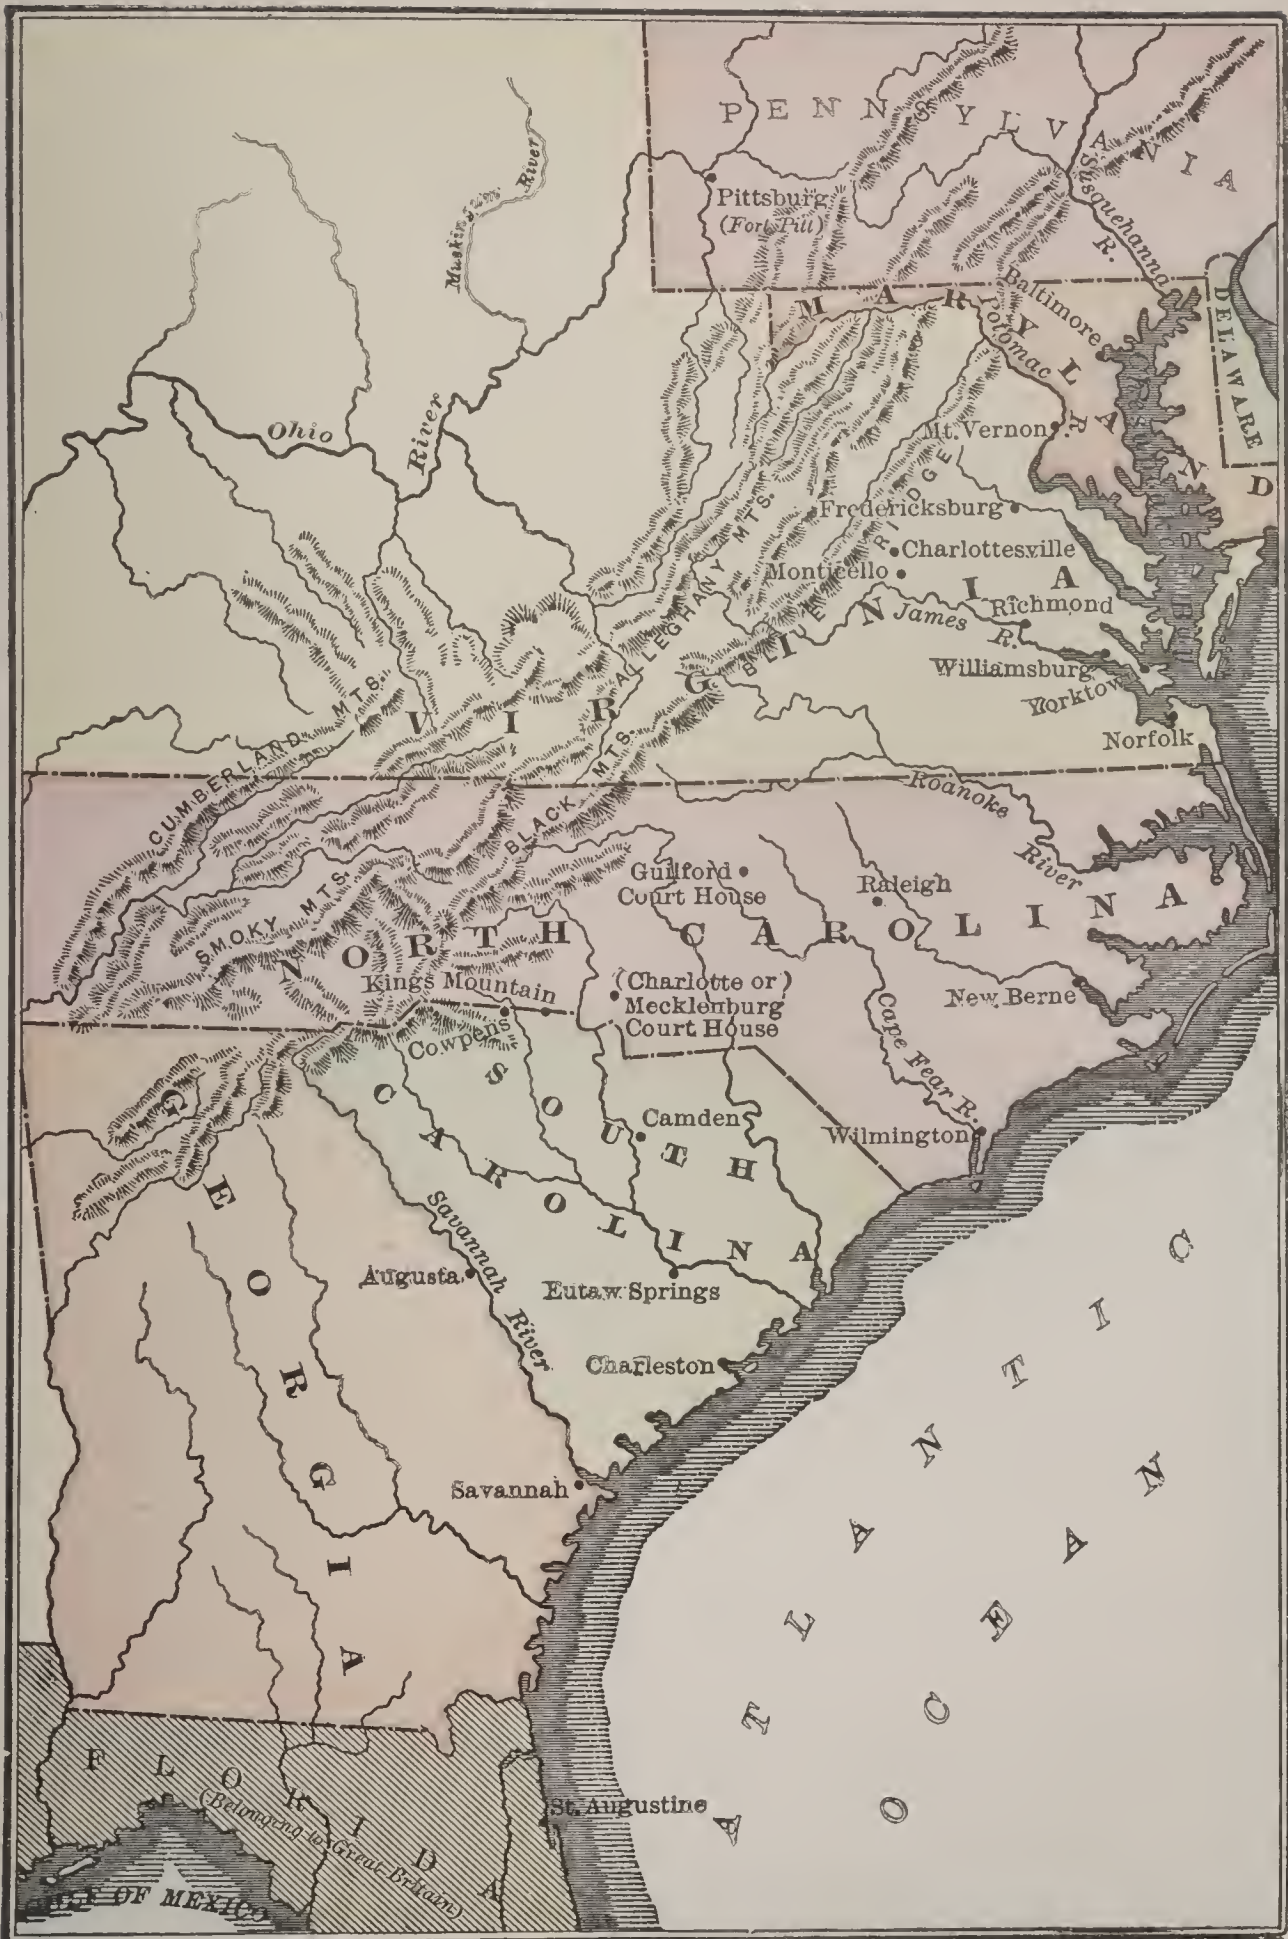 PENNSYLVANIA
Muskingum River
Pittsburg
(Fort Pitt)
Susquehanna R.
MARYLAND
Baltimore
Potomac R.
DELAWARE
Ohio River
Mt. Vernon
Fredericksburg
BLUE RIDGE
ALLEGHANY MTS.
Charlottesville
Monticello
VIRGINIA
James R.
Richmond
Williamsburg
Yorktown
Norfolk
CUMBERLAND MTS.
BLACK MTS.
Roanoke River
Guilford
Court House
Raleigh
SMOKY MTS.
NORTH CAROLINA
Kings Mountain
(Charlotte or)
Mecklenburg
Court House
New Berne
Cape Fear R.
Cowpens
SOUTH
CAROLINA
Camden
Wilmington
GEORGIA
Savannah River
Augusta
Eutaw Springs
Charleston
Savannah
ATLANTIC
OCEAN
FLORIDA
(Belonging to Great Britain)
St. Augustine
GULF OF MEXICO